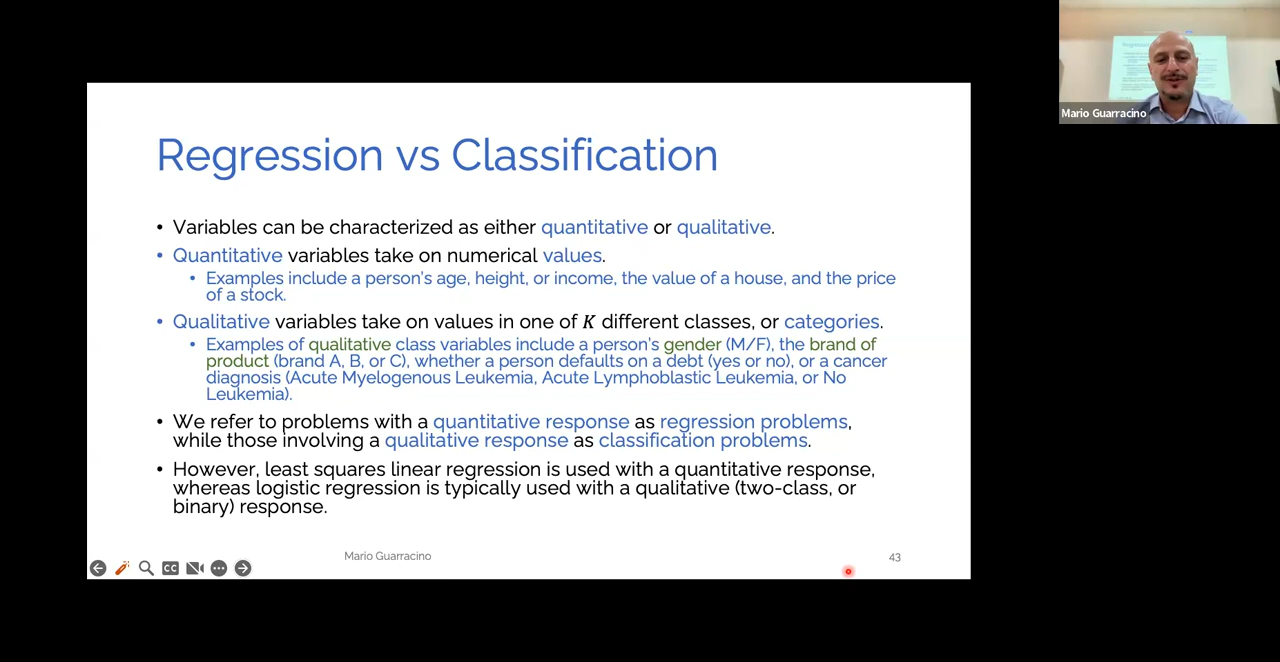 Regression vs Classification
• Variables can be characterized as either quantitative or qualitative.
• Quantitative variables take on numerical values.
• Examples include a person's age, height, or income, the value of a house, and the price
of a stock.
• Qualitative variables take on values in one of K different classes, or categories.
• Examples of qualitative class variables include a person's gender (M/F), the brand of
product (brand A, B, or C), whether a person defaults on a debt (yes or no), or a cancer
diagnosis (Acute Myelogenous Leukemia, Acute Lymphoblastic Leukemia, or No
Leukemia).
• We refer to problems with a quantitative response as regression problems,
while those involving a qualitative response as classification problems.
• However, least squares linear regression is used with a quantitative response,
whereas logistic regression is typically used with a qualitative (two-class, or
binary) response.
Mario Guarracino
43
CC
Mario Guarracino